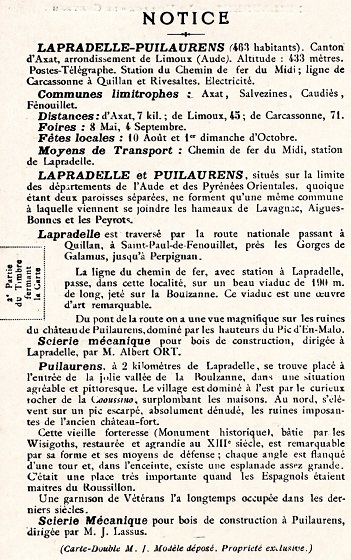 NOTICE
LAPRADELLE-PUILAURENS (463 habitants). Canton
d'Axat, arrondissement de Limoux (Aude). Altitude : 433 mètres.
Postes-Télégraphe. Station du Chemin de fer du Midi ; ligne de
Carcassonne à Quillan et Rivesaltes. Electricité.
Communes limitrophes : Axat, Salvezines, Caudiès,
Fénouillet.
Distances : d'Axat, 7 kil. ; de Limoux, 45 ; de Carcassonne, 71.
Foires : 8 Mai, 4 Septembre.
Fêtes locales : 10 Août et 1er dimanche d'Octobre.
Moyens de Transport : Chemin de fer du Midi, station
de Lapradelle.
LAPRADELLE et PUILAURENS, situés sur la limite
des départements de l'Aude et des Pyrénées Orientales, quoique
étant deux paroisses séparées, ne forment qu'une même commune
à laquelle viennent se joindre les hameaux de Lavagnac, Aigues-
Bonnes et les Peyrots.
Lapradelle est traversé par la route nationale passant à
Quillan, à Saint-Paul-de-Fenouillet, près les Gorges de
Galamus, jusqu'à Perpignan.
La ligne du chemin de fer, avec station à Lapradelle,
passe, dans cette localité, sur un beau viaduc de 190 m.
de long, jeté sur la Boulzanne. Ce viaduc est une œuvre
d'art remarquable.
Du pont de la route on a une vue magnifique sur les ruines
du château de Puilaurens, dominé par les hauteurs du Pic d'En-Malo.
Scierie mécanique pour bois de construction, dirigée à
Lapradelle, par M. Albert ORT.
Puilaurens, à 2 kilomètres de Lapradelle, se trouve placé à
l'entrée de la jolie vallée de la Boulzanne, dans une situation
agréable et pittoresque. Le village est dominé à l'est par le curieux
rocher de la surplombant les maisons. Au nord, s'élè-
vent sur un pic escarpé, absolument dénudé, les ruines imposan-
tes de l'ancien château-fort.
Cette vieille forteresse (Monument historique), bâtie par les
Wisigoths, restaurée et agrandie au XIIIe siècle, est remarquable
par sa forme et ses moyens de défense ; chaque angle est flanqué
d'une tour et, dans l'enceinte, existe une esplanade assez grande.
C'était une place très importante quand les Espagnols étaient
maîtres du Roussillon.
Une garnison de Vétérans l'a longtemps occupée dans les der-
niers siècles.
Scierie Mécanique pour bois de construction à Puilaurens,
dirigée par M. J. Lassus.
(Carte-Double M. J. Modèle déposé. Propriété exclusive.)
2e Partie
du Timbre
fermant
la Carte